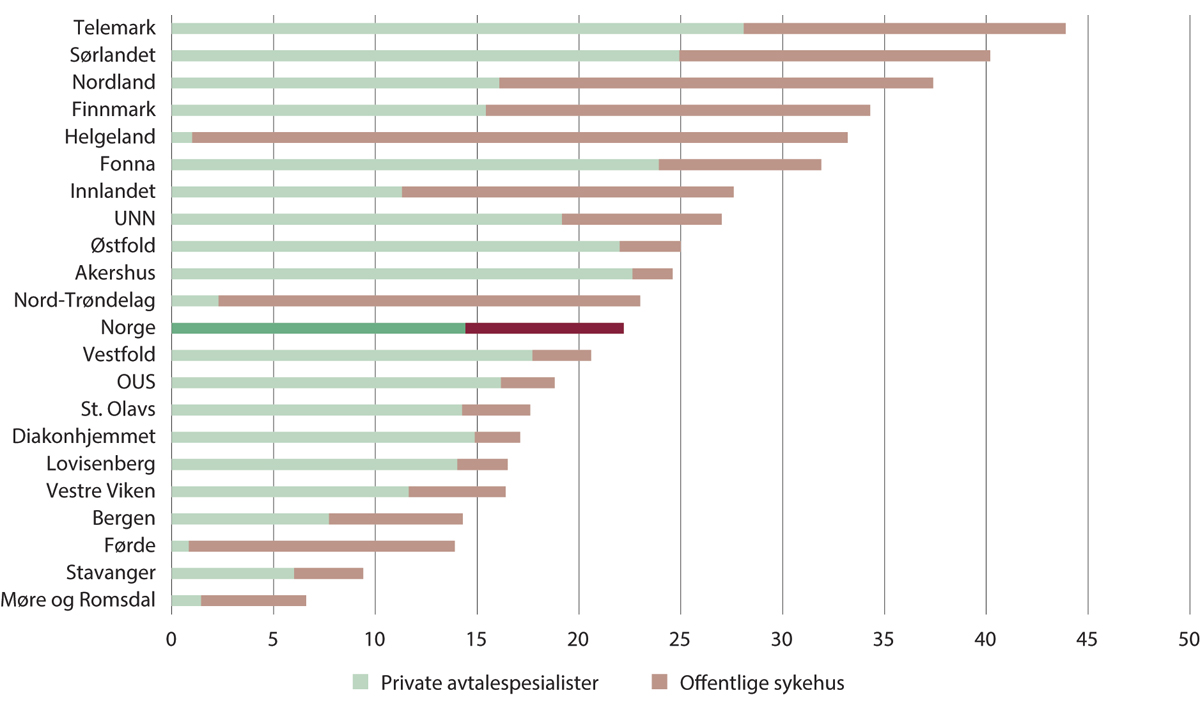 Telemark
Sørlandet
Nordland
Finnmark
Helgeland
Fonna
Innlandet
UNN
Østfold
Akershus
Nord-Trøndelag
Norge
Vestfold
OUS
St. Olavs
Diakonhjemmet
Lovisenberg
Vestre Viken
Bergen
Førde
Stavanger
Møre og Romsdal
0 5 10 15 20 25 30 35 40 45 50
Private avtalespesialister Offentlige sykehus